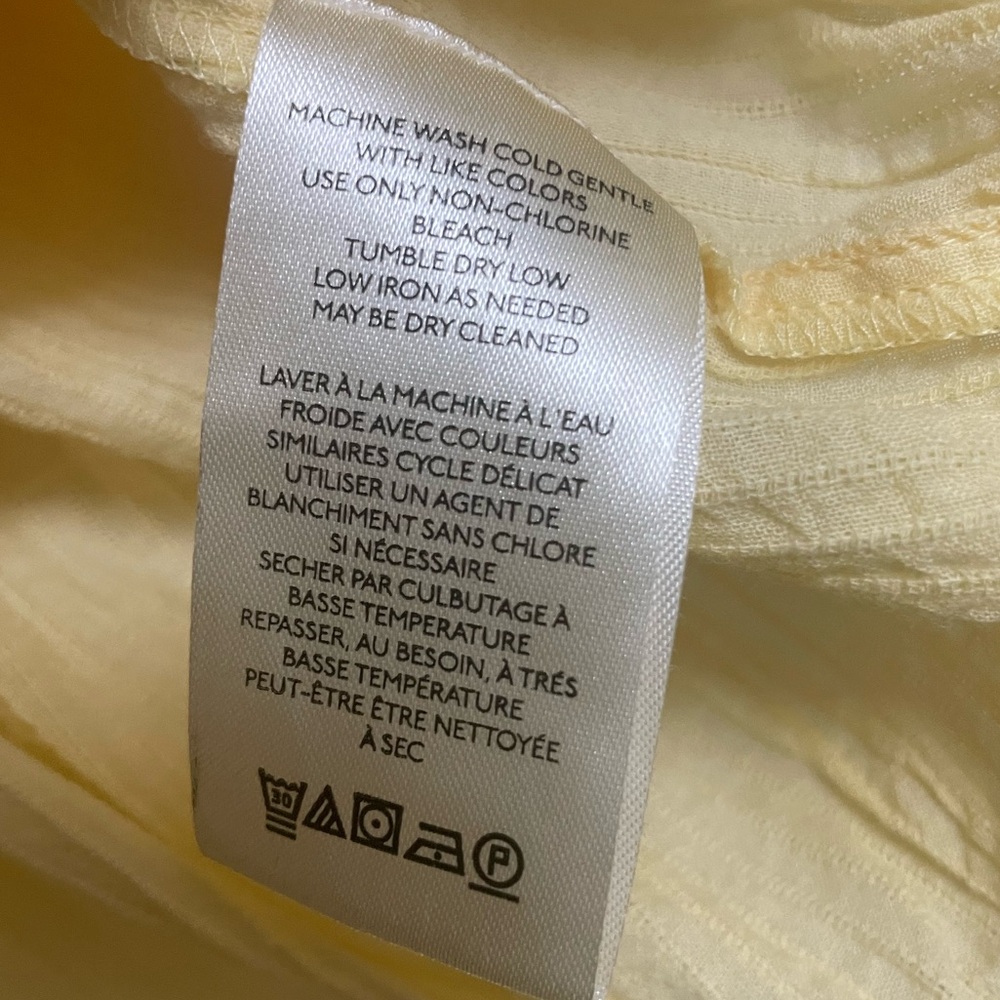 MACHINE WASH COLD GENTLE
WITH LIKE COLORS
USE ONLY NON-CHLORINE
BLEACH
TUMBLE DRY LOW
LOW IRON AS NEEDED
MAY BE DRY CLEANED
LAVER À LA MACHINE À L'EAU
FROIDE AVEC COULEURS
SIMILAIRES CYCLE DÉLICAT
UTILISER UN AGENT DE
BLANCHIMENT SANS CHLORE
SI NÉCESSAIRE
SECHER PAR CULBUTAGE À
BASSE TEMPERATURE
REPASSER, AU BESOIN, À TRÉS
BASSE TEMPÉRATURE
PEUT-ÊTRE ÊTRE NETTOYÉE
À SEC
30 P